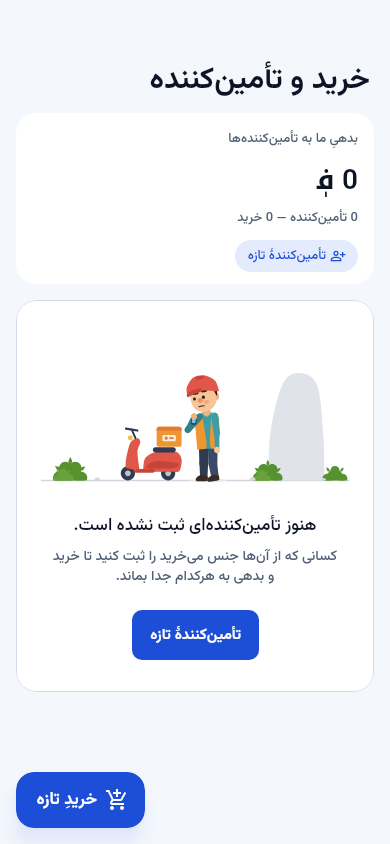 خرید و تأمین‌کننده
بدهیِ ما به تأمین‌کننده‌ها
0 ؋
0 تأمین‌کننده — 0 خرید
تأمین‌کنندهٔ تازه
هنوز تأمین‌کننده‌ای ثبت نشده است.
کسانی که از آن‌ها جنس می‌خرید را ثبت کنید تا خرید
و بدهی به هرکدام جدا بماند.
تأمین‌کنندهٔ تازه
خریدِ تازه